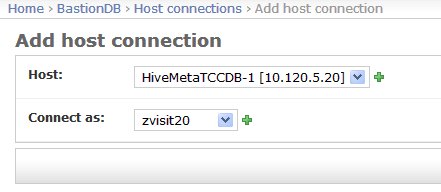 Home › BastionDB › Host connections › Add host connection
Add host connection
Host: HiveMetaTCCDB-1 [10.120.5.20]
Connect as: zvisit20